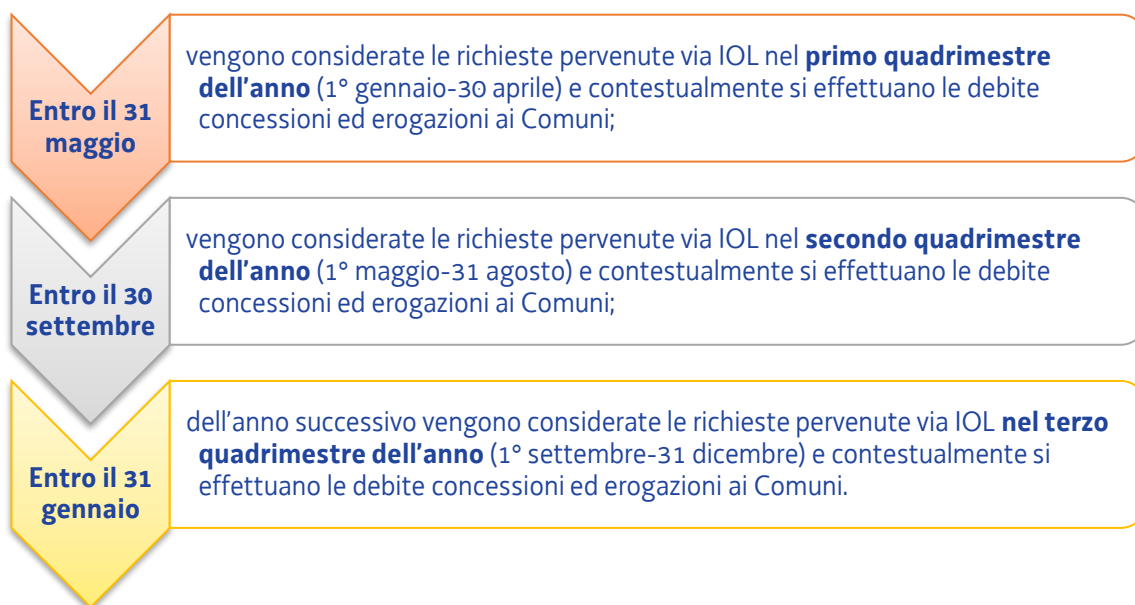 Entro il 31
maggio
vengono considerate le richieste pervenute via IOL nel primo quadrimestre
dell'anno (1° gennaio-30 aprile) e contestualmente si effettuano le debite
concessioni ed erogazioni ai Comuni;
Entro il 30
settembre
vengono considerate le richieste pervenute via IOL nel secondo quadrimestre
dell'anno (1° maggio-31 agosto) e contestualmente si effettuano le debite
concessioni ed erogazioni ai Comuni;
Entro il 31
gennaio
dell'anno successivo vengono considerate le richieste pervenute via IOL nel terzo
quadrimestre dell'anno (1° settembre-31 dicembre) e contestualmente si
effettuano le debite concessioni ed erogazioni ai Comuni.